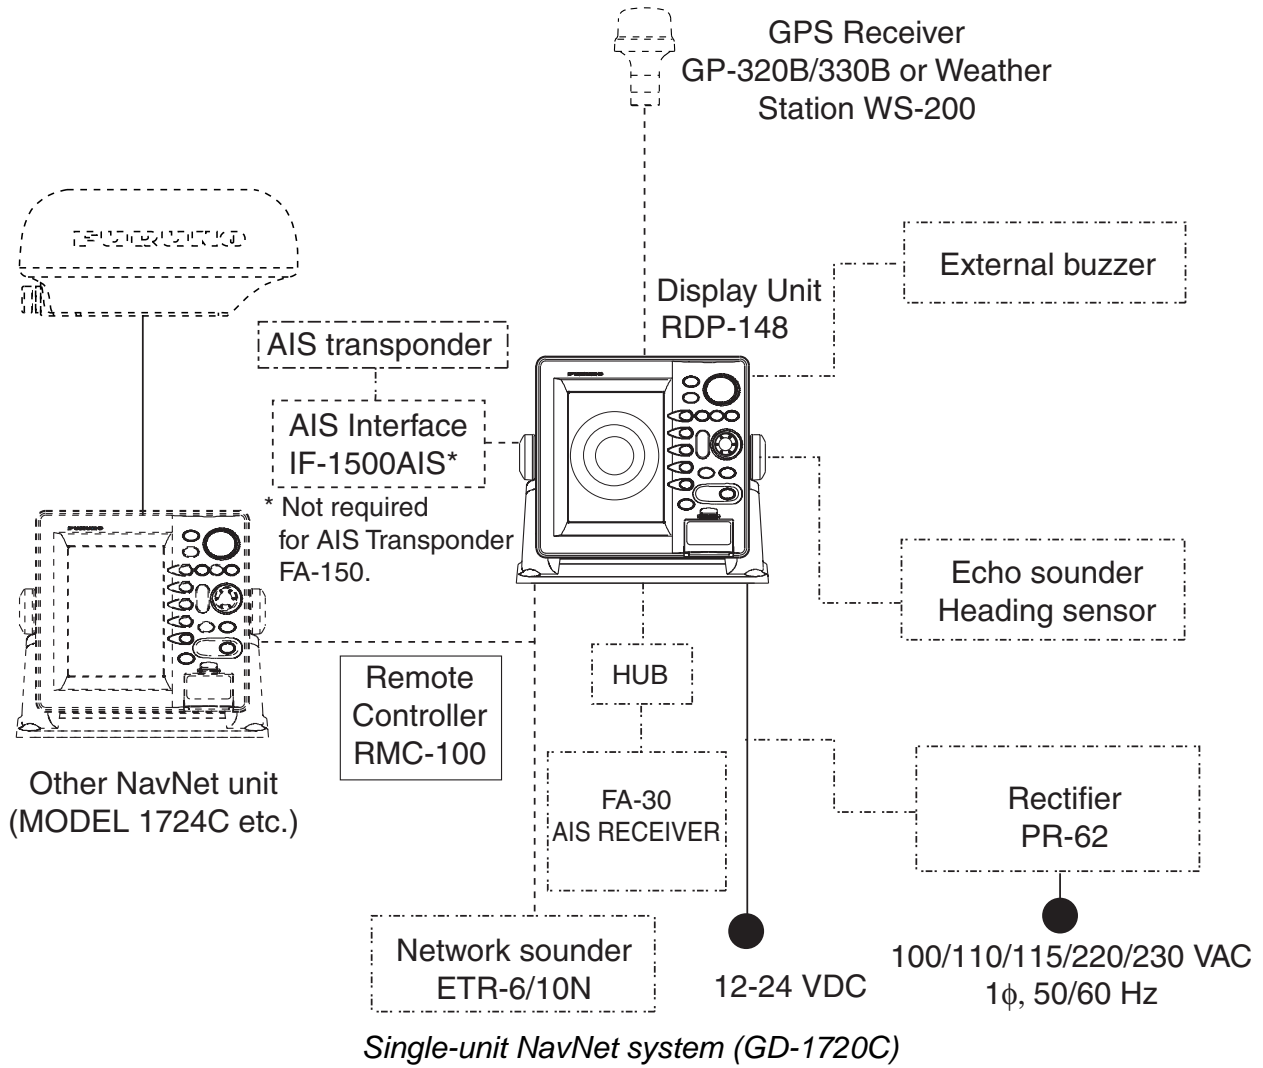 GPS Receiver
GP-320B/330B or Weather
Station WS-200
FURUNO
External buzzer
Display Unit
RDP-148
AIS transponder
AIS Interface
IF-1500AIS*
* Not required
for AIS Transponder
FA-150.
FURUNO
FURUNO
Echo sounder
Heading sensor
HUB
Remote
Controller
RMC-100
Other NavNet unit
(MODEL 1724C etc.)
FA-30
AIS RECEIVER
Rectifier
PR-62
Network sounder
ETR-6/10N
12-24 VDC
100/110/115/220/230 VAC
1ϕ, 50/60 Hz
Single-unit NavNet system (GD-1720C)